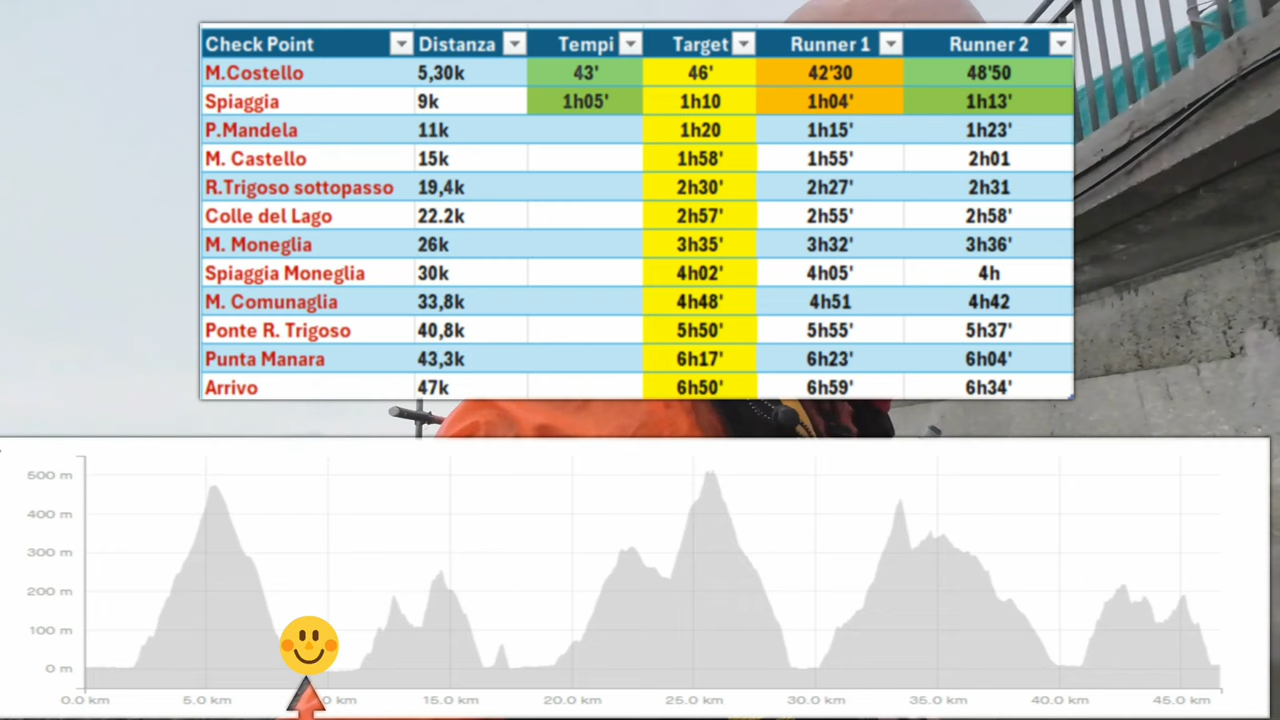 Check Point Distanza Tempi Target Runner 1 Runner 2
M.Costello 5,30k 43' 46' 42'30 48'50
Spiaggia 9k 1h05' 1h10 1h04' 1h13'
P.Mandela 11k 1h20 1h15' 1h23'
M. Castello 15k 1h58' 1h55' 2h01
R.Trigoso sottopasso 19,4k 2h30' 2h27' 2h31
Colle del Lago 22.2k 2h57' 2h55' 2h58'
M. Moneglia 26k 3h35' 3h32' 3h36'
Spiaggia Moneglia 30k 4h02' 4h05' 4h
M. Comunaglia 33,8k 4h48' 4h51 4h42
Ponte R. Trigoso 40,8k 5h50' 5h55' 5h37'
Punta Manara 43,3k 6h17' 6h23' 6h04'
Arrivo 47k 6h50' 6h59' 6h34'
500 m
400 m
300 m
200 m
100 m
0 m
0.0 km 5.0 km 0 km 15.0 km 20.0 km 25.0 km 30.0 km 35.0 km 40.0 km 45.0 km